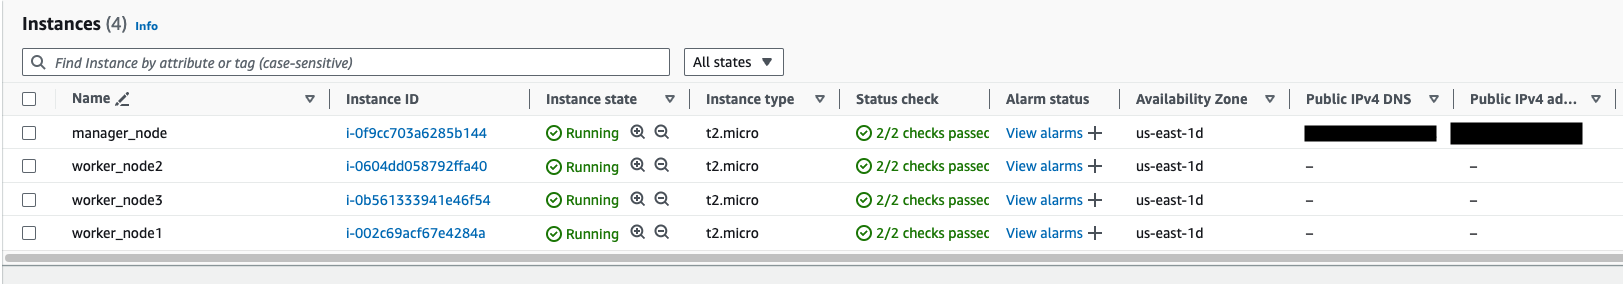 Instances (4) Info
Find Instance by attribute or tag (case-sensitive) All states
Name Instance ID Instance state Instance type Status check Alarm status Availability Zone Public IPv4 DNS Public IPv4 ad...
manager_node i-0f9cc703a6285b144 Running t2.micro 2/2 checks passec View alarms + us-east-1d
worker_node2 i-0604dd058792ffa40 Running t2.micro 2/2 checks passec View alarms + us-east-1d – –
worker_node3 i-0b561333941e46f54 Running t2.micro 2/2 checks passec View alarms + us-east-1d – –
worker_node1 i-002c69acf67e4284a Running t2.micro 2/2 checks passec View alarms + us-east-1d – –